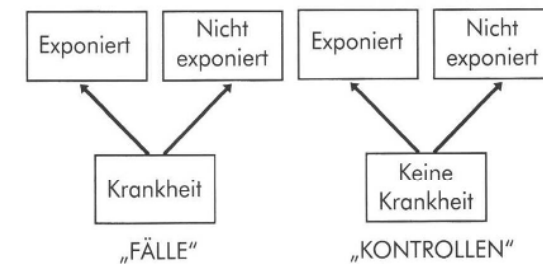 Exponiert
Nicht
exponiert
Exponiert
Nicht
exponiert
Krankheit
Keine
Krankheit
„FÄLLE“
„KONTROLLEN“